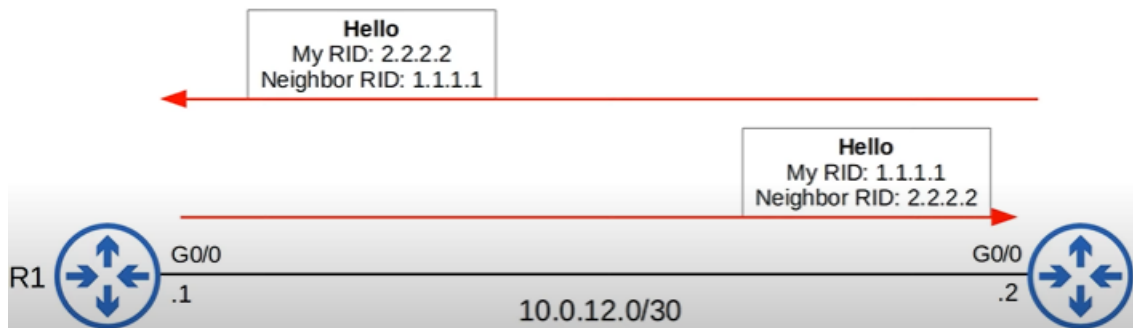 Hello
My RID: 2.2.2.2
Neighbor RID: 1.1.1.1
Hello
My RID: 1.1.1.1
Neighbor RID: 2.2.2.2
R1
G0/0
G0/0
.1
.2
10.0.12.0/30